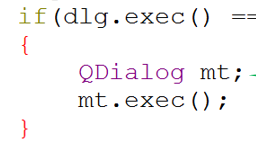 if(dlg.exec() ==
{
QDialog mt;
mt.exec();
}